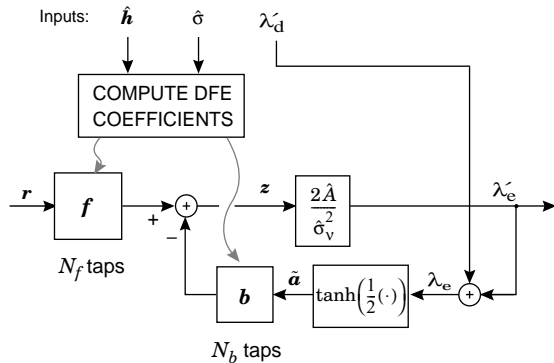 Inputs: ĥ σ̂ λ´d
COMPUTE DFE
COEFFICIENTS
r f + z 2Â / σ̂ν² λ´e
−
+
Nf taps
b ã tanh(½(·)) λe +
Nb taps